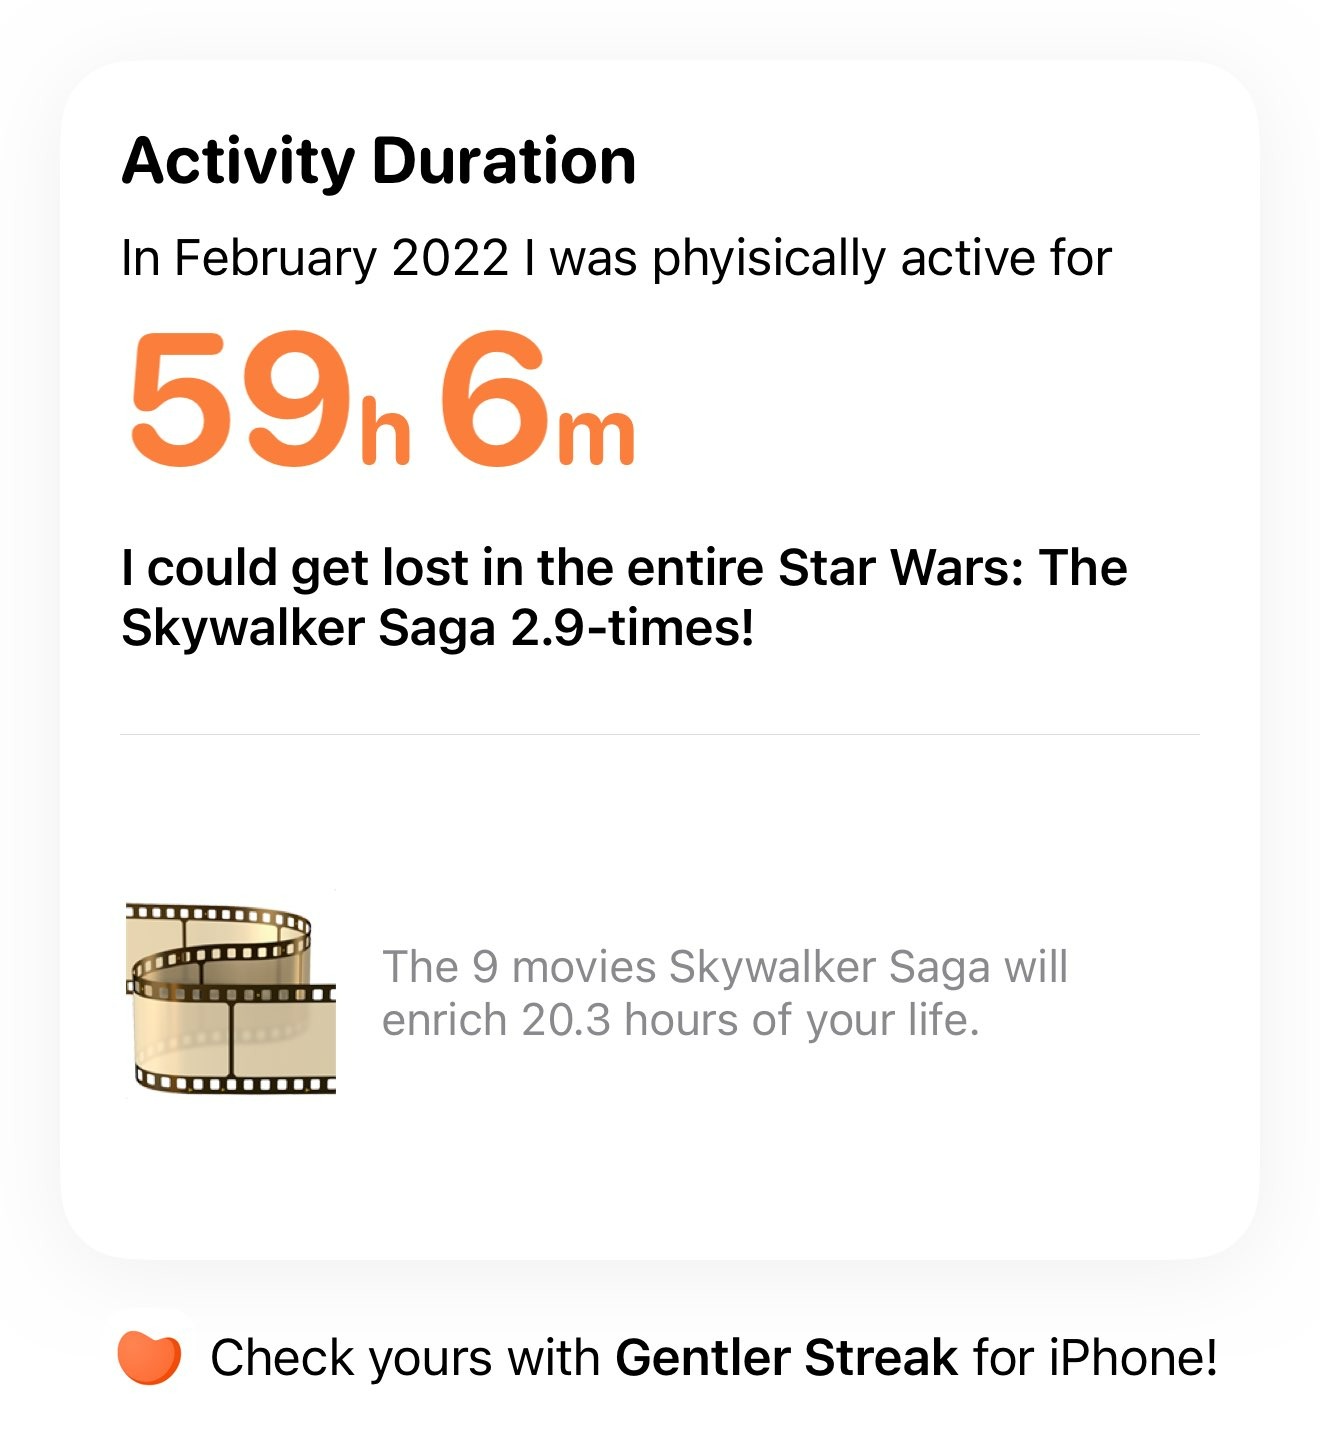 Activity Duration
In February 2022 I was phyisically active for
59h 6m
I could get lost in the entire Star Wars: The
Skywalker Saga 2.9-times!
The 9 movies Skywalker Saga will
enrich 20.3 hours of your life.
Check yours with Gentler Streak for iPhone!